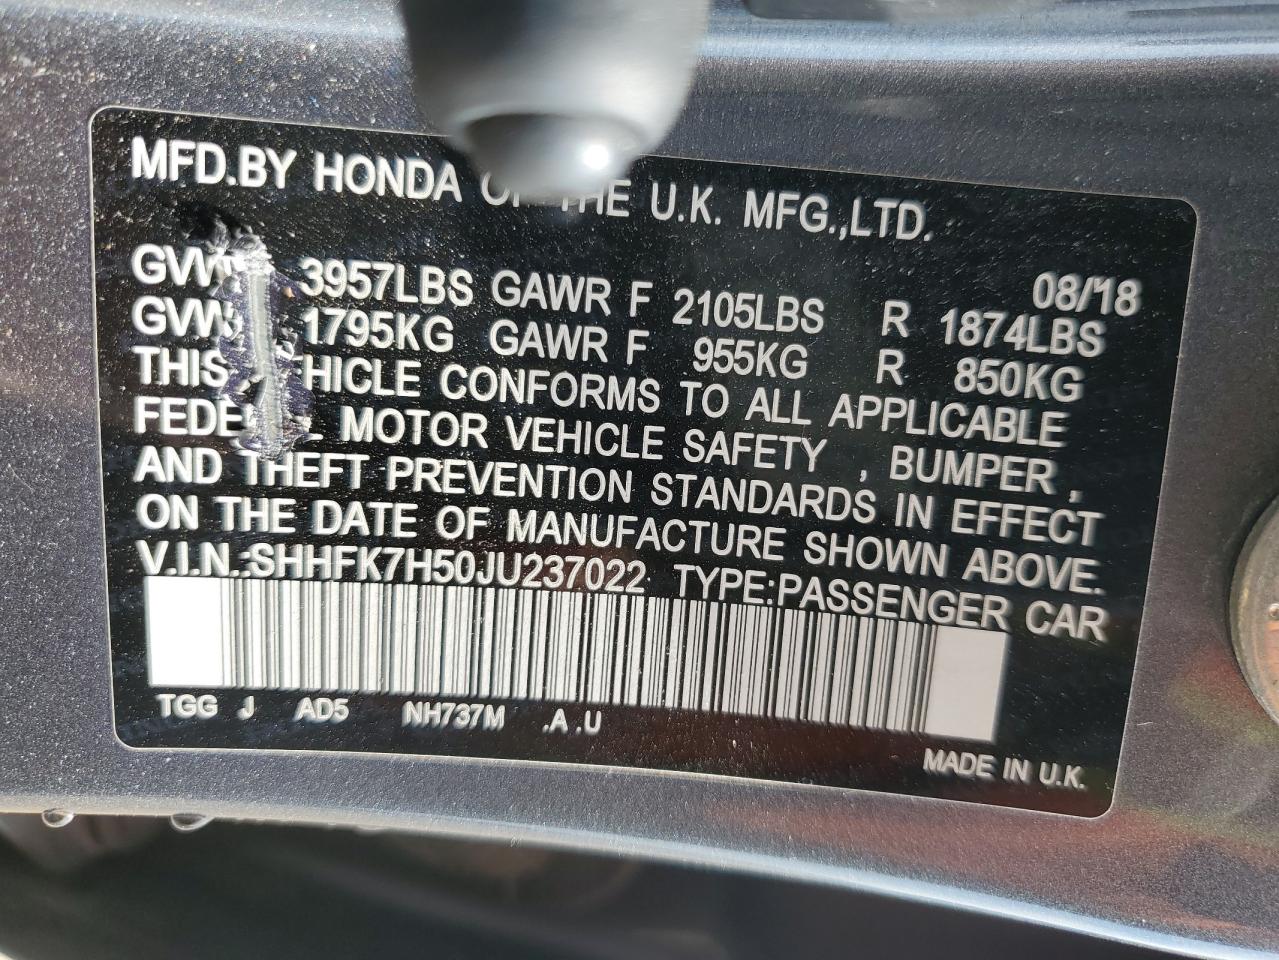 MFD.BY HONDA OF THE U.K. MFG.,LTD.
08/'18
3957LBS GAWR F 2105LBS R 1874LBS
1795KG GAWR F 955KG R 850KG
THIS CONFORMS TO ALL APPLICABLE
MOTOR VEHICLE SAFETY , BUMPER ,
AND THEFT PREVENTION STANDARDS IN EFFECT
ON THE DATE OF MANUFACTURE SHOWN ABOVE.
V.I.N.:SHHFK7H50JU237022 TYPE:PASSENGER CAR
TGG J AD5 NH737M .A .U
MADE IN U.K.